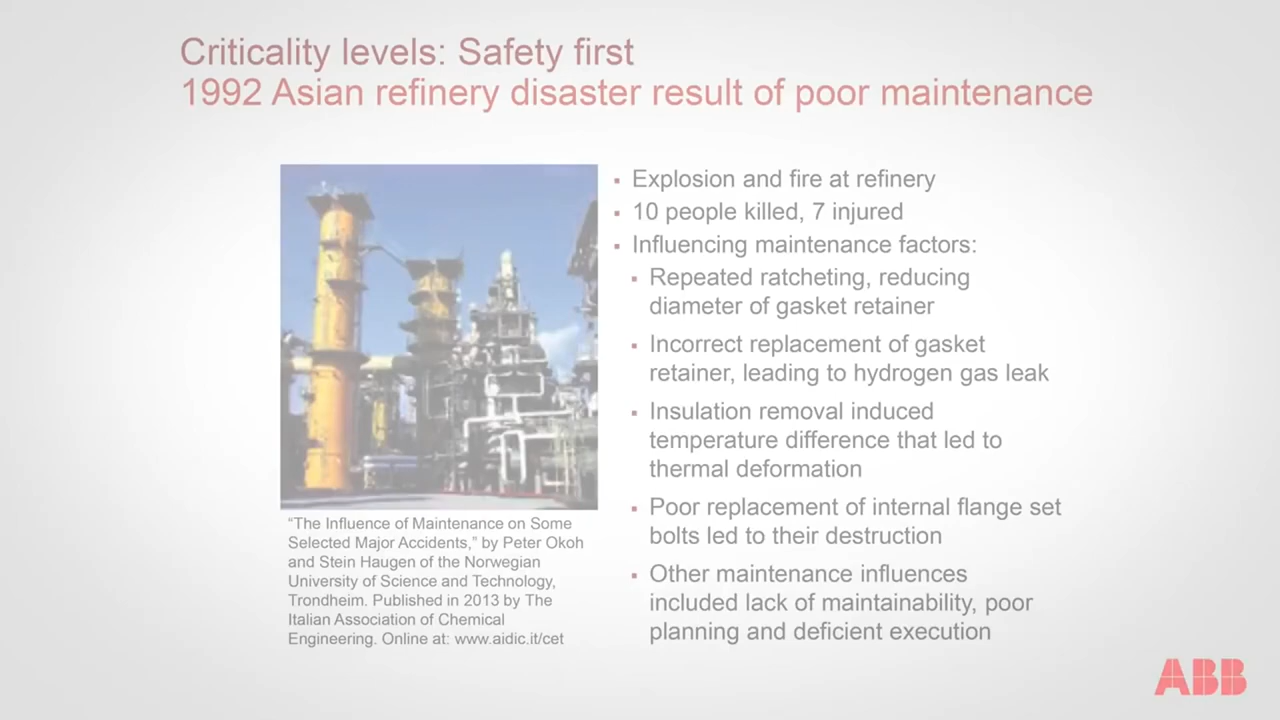 Criticality levels: Safety first
1992 Asian refinery disaster result of poor maintenance
▪ Explosion and fire at refinery
▪ 10 people killed, 7 injured
▪ Influencing maintenance factors:
▪ Repeated ratcheting, reducing
diameter of gasket retainer
▪ Incorrect replacement of gasket
retainer, leading to hydrogen gas leak
▪ Insulation removal induced
temperature difference that led to
thermal deformation
▪ Poor replacement of internal flange set
bolts led to their destruction
▪ Other maintenance influences
included lack of maintainability, poor
planning and deficient execution
“The Influence of Maintenance on Some
Selected Major Accidents,” by Peter Okoh
and Stein Haugen of the Norwegian
University of Science and Technology,
Trondheim. Published in 2013 by The
Italian Association of Chemical
Engineering. Online at: www.aidic.it/cet
ABB